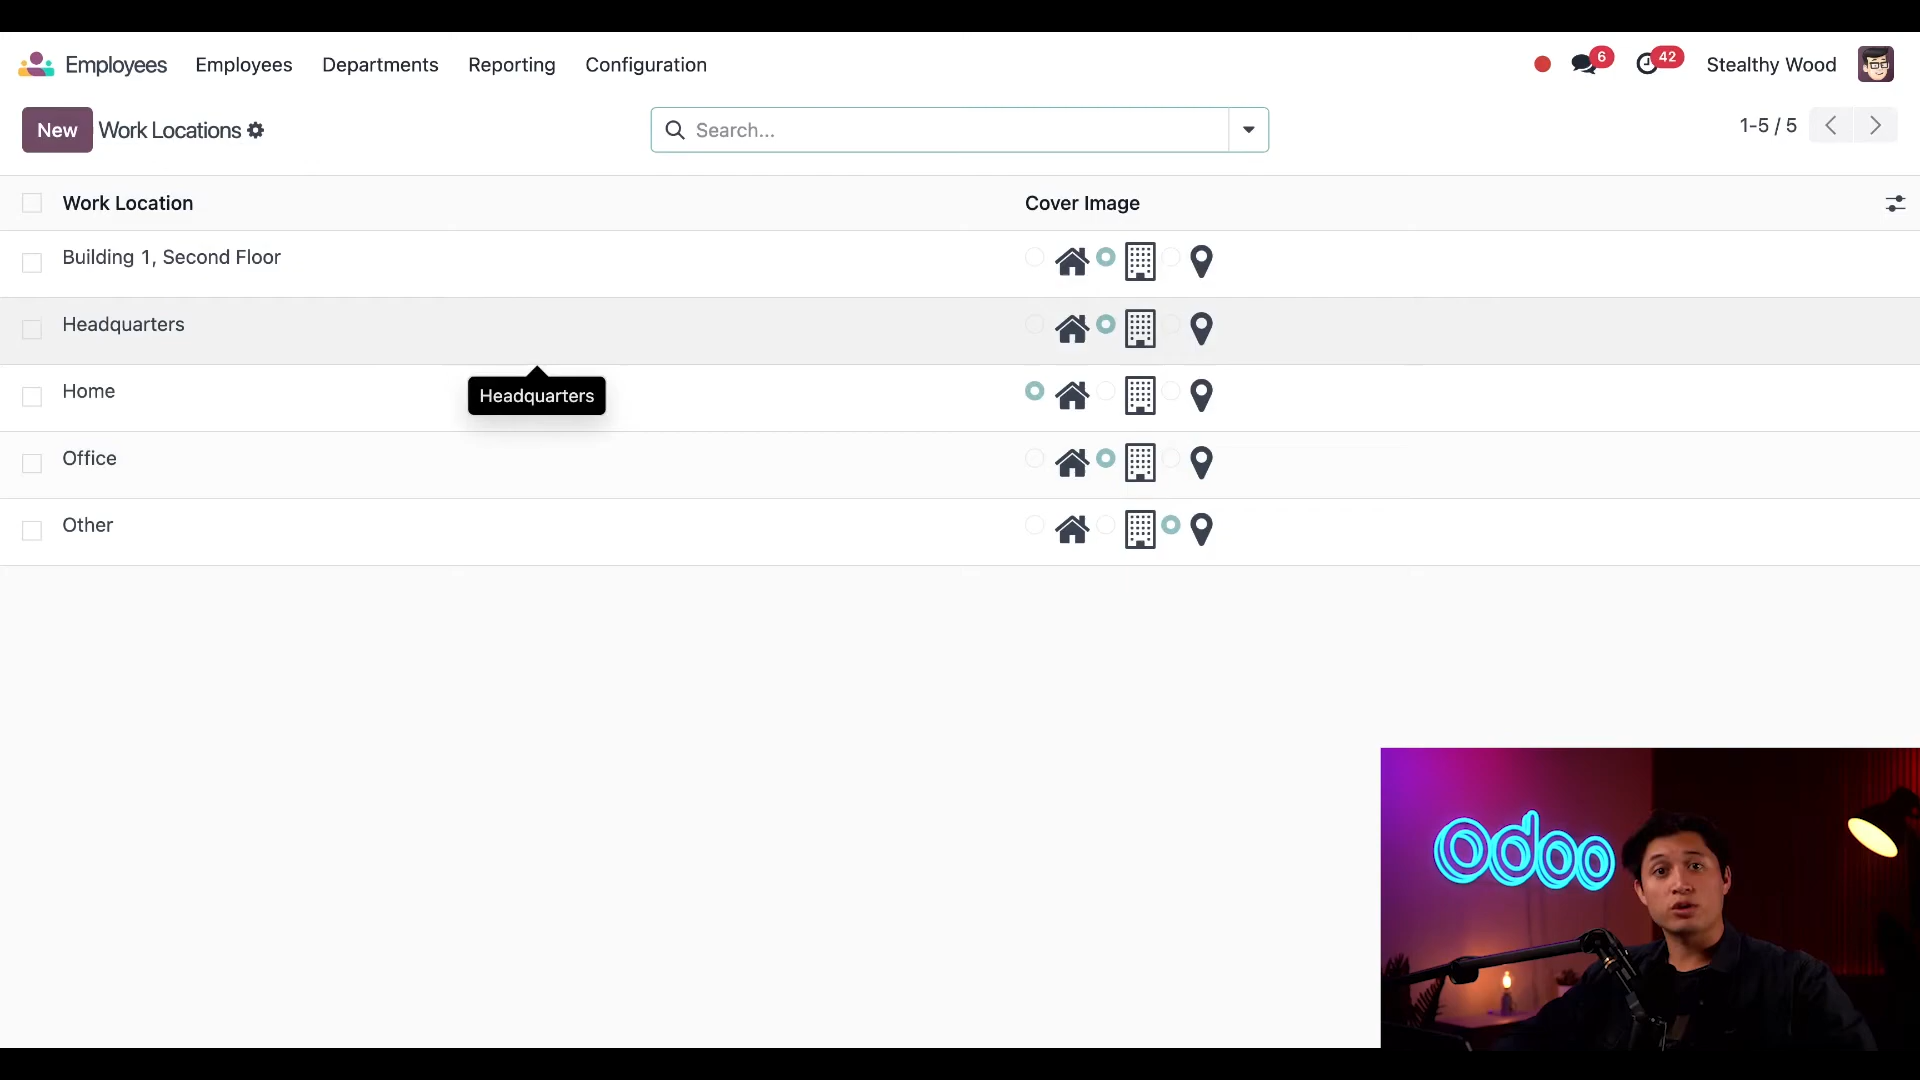 Employees Employees Departments Reporting Configuration 6 42 Stealthy Wood
New Work Locations Search... 1-5 / 5
Work Location Cover Image
Building 1, Second Floor
Headquarters
Headquarters
Home
Office
Other
odoo